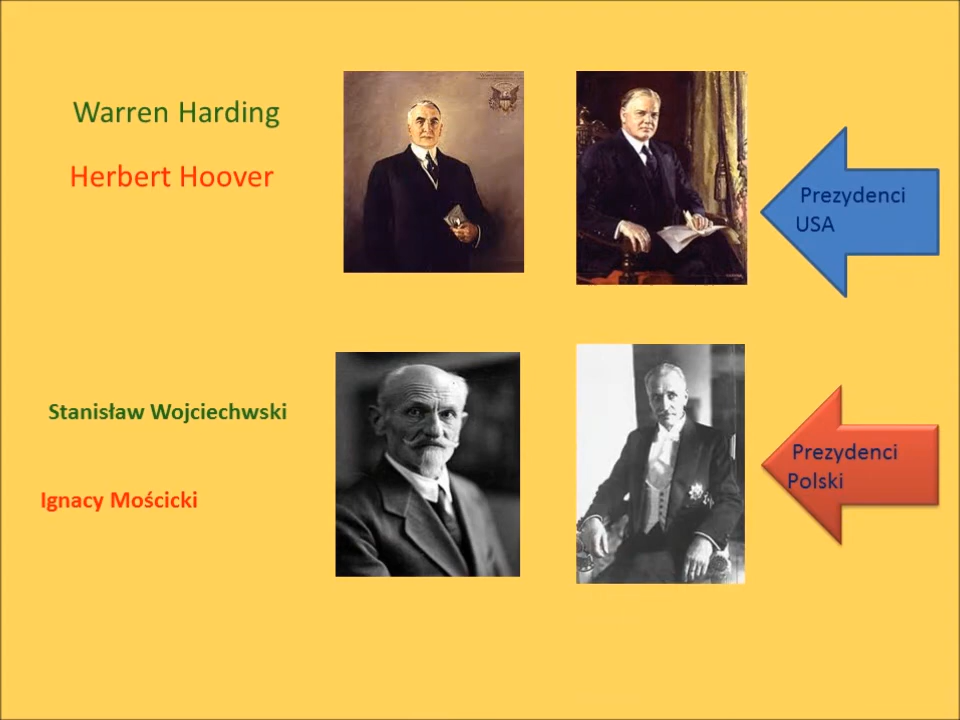 Warren Harding
Herbert Hoover
Prezydenci
USA
Stanisław Wojciechwski
Ignacy Mościcki
Prezydenci
Polski